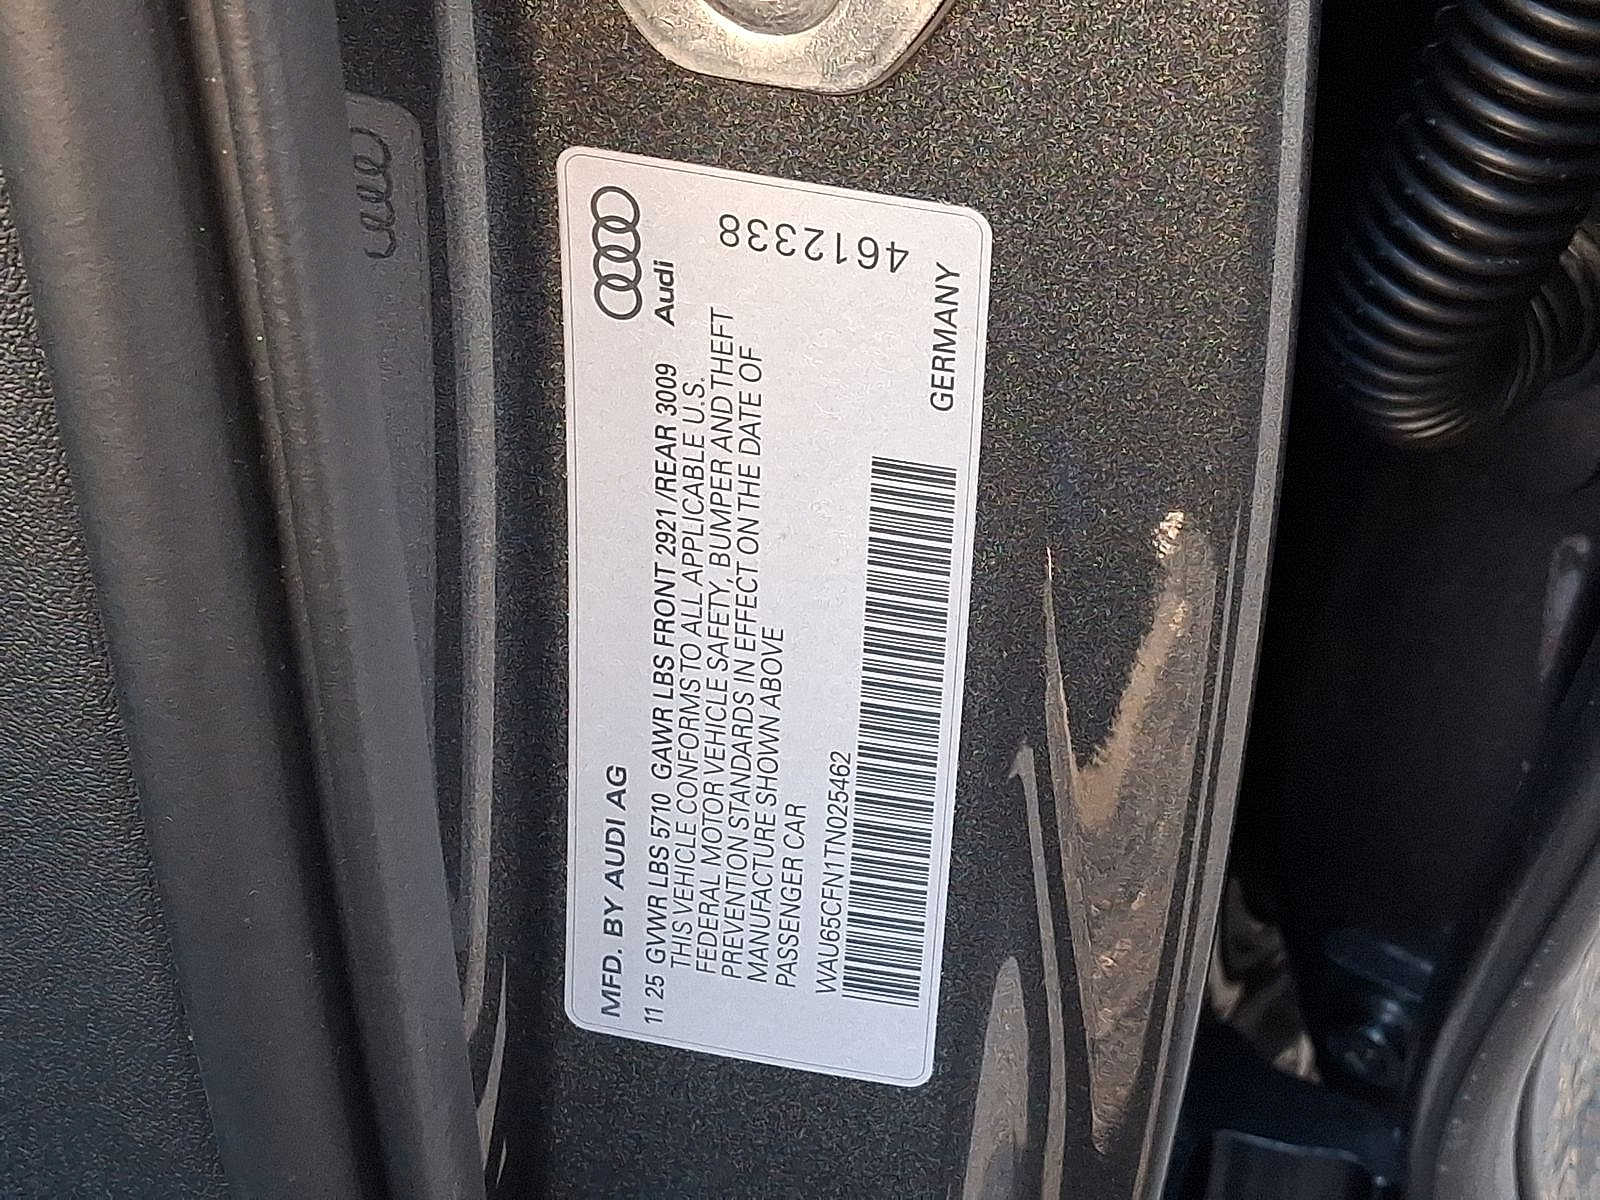 MFD. BY AUDI AG
Audi
11 25 GVWR LBS 5710 GAWR LBS FRONT 2921 /REAR 3009
THIS VEHICLE CONFORMS TO ALL APPLICABLE U.S.
FEDERAL MOTOR VEHICLE SAFETY, BUMPER AND THEFT
PREVENTION STANDARDS IN EFFECT ON THE DATE OF
MANUFACTURE SHOWN ABOVE
PASSENGER CAR
WAU65CFN1TN025462
GERMANY
4612338